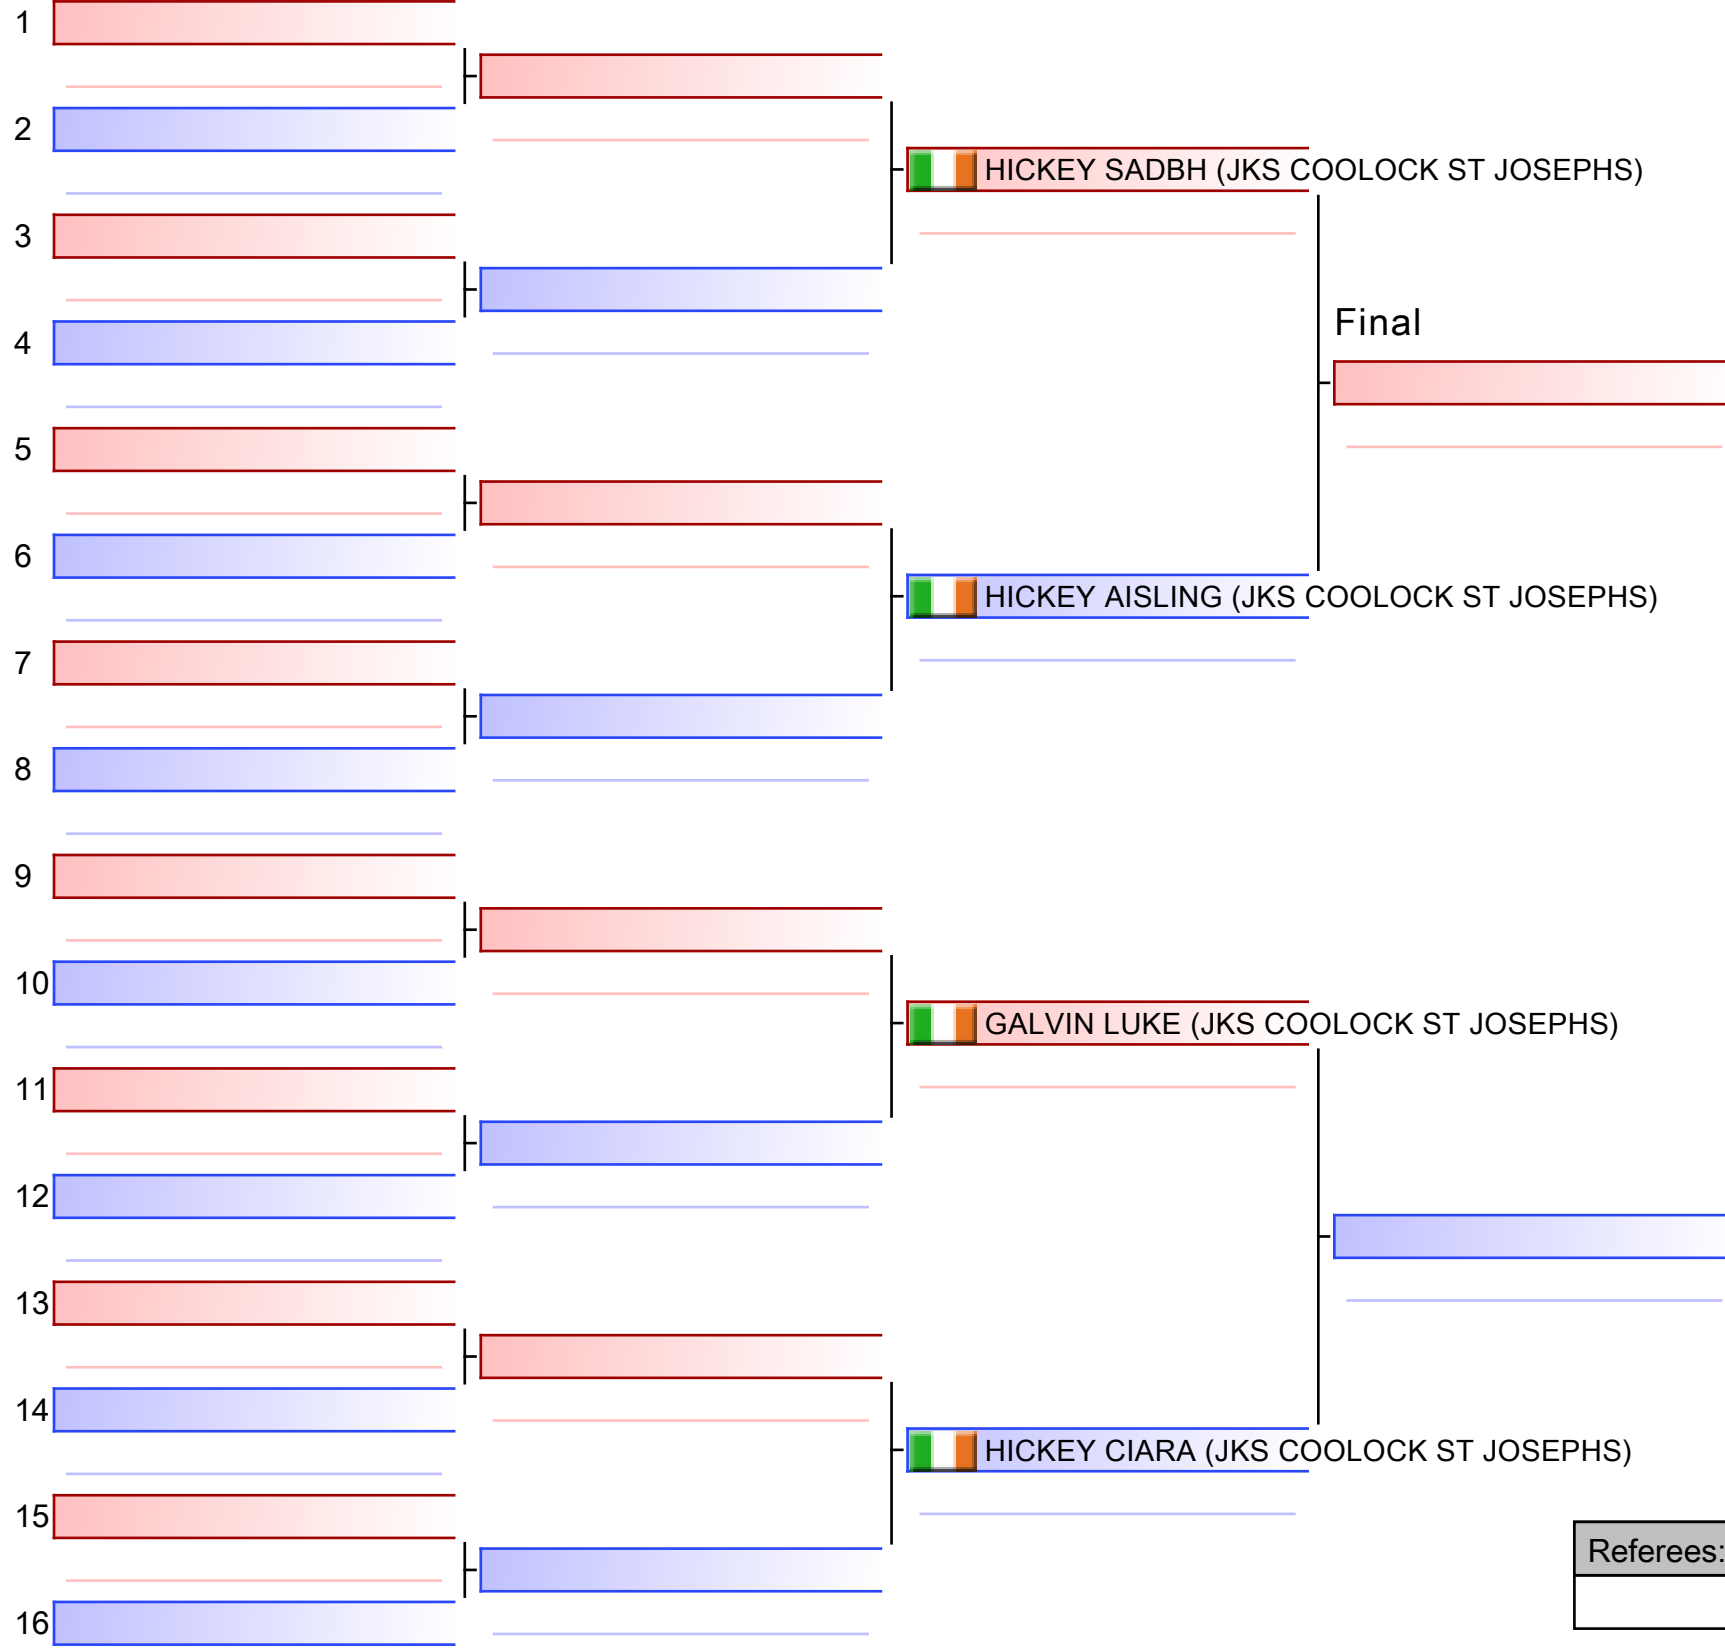 1
2
HICKEY SADBH (JKS COOLOCK ST JOSEPHS)
3
Final
4
5
6
HICKEY AISLING (JKS COOLOCK ST JOSEPHS)
7
8
9
10
GALVIN LUKE (JKS COOLOCK ST JOSEPHS)
11
12
13
14
HICKEY CIARA (JKS COOLOCK ST JOSEPHS)
15
Referees:
16